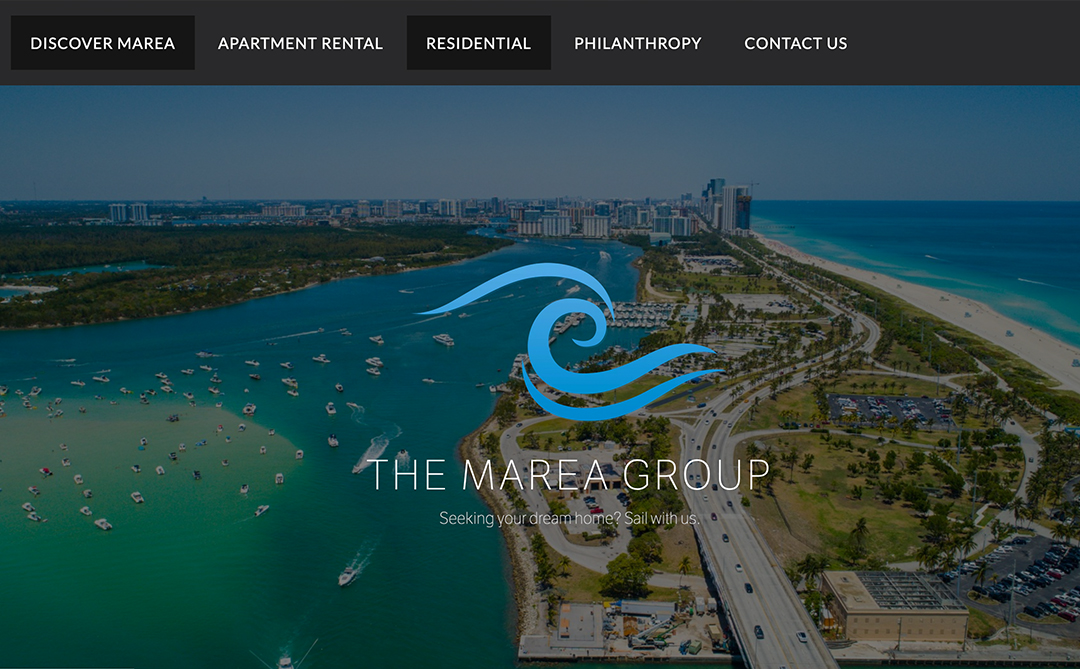 DISCOVER MAREA APARTMENT RENTAL RESIDENTIAL PHILANTHROPY CONTACT US
THE MAREA GROUP
Seeking your dream home? Sail with us.